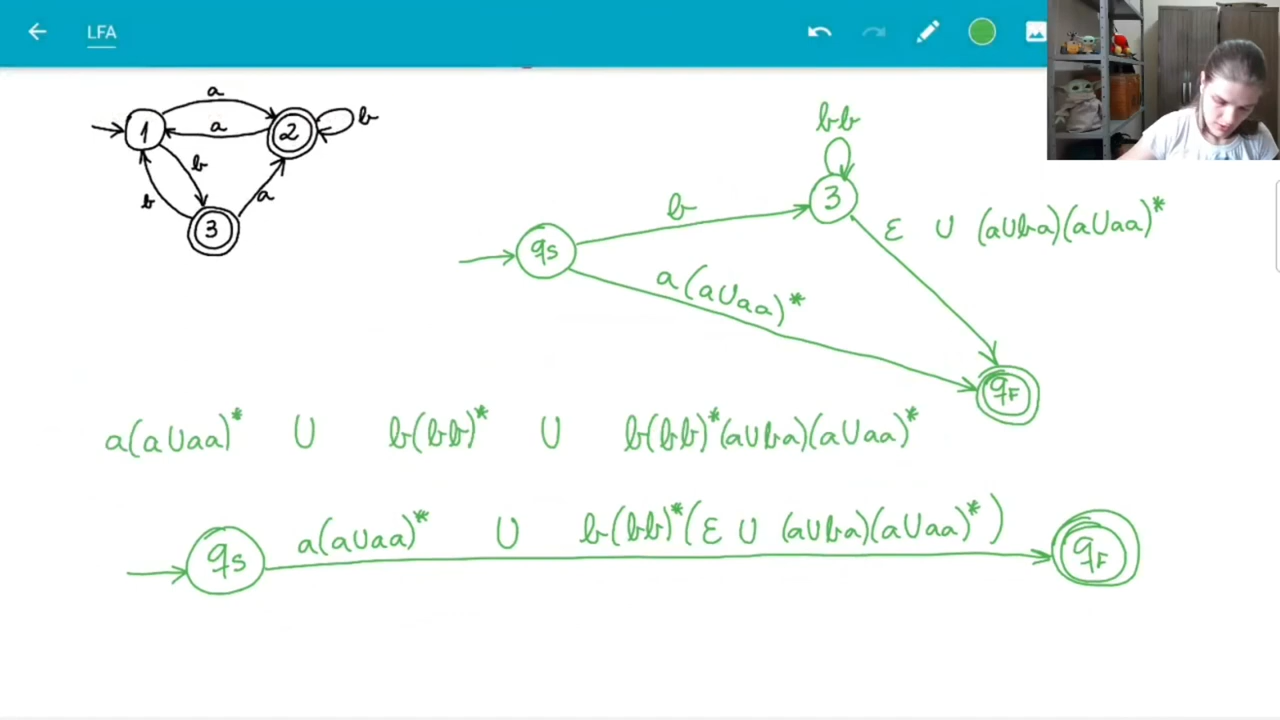 LFA
a
1 a 2 b
b b a
3
bb
3
b
qs
ε ∪ (a∪ba)(a∪aa)*
a(a∪aa)*
qF
a(a∪aa)* ∪ b(bb)* ∪ b(bb)*(a∪ba)(a∪aa)*
qs a(a∪aa)* ∪ b(bb)*(ε ∪ (a∪ba)(a∪aa)*) qF